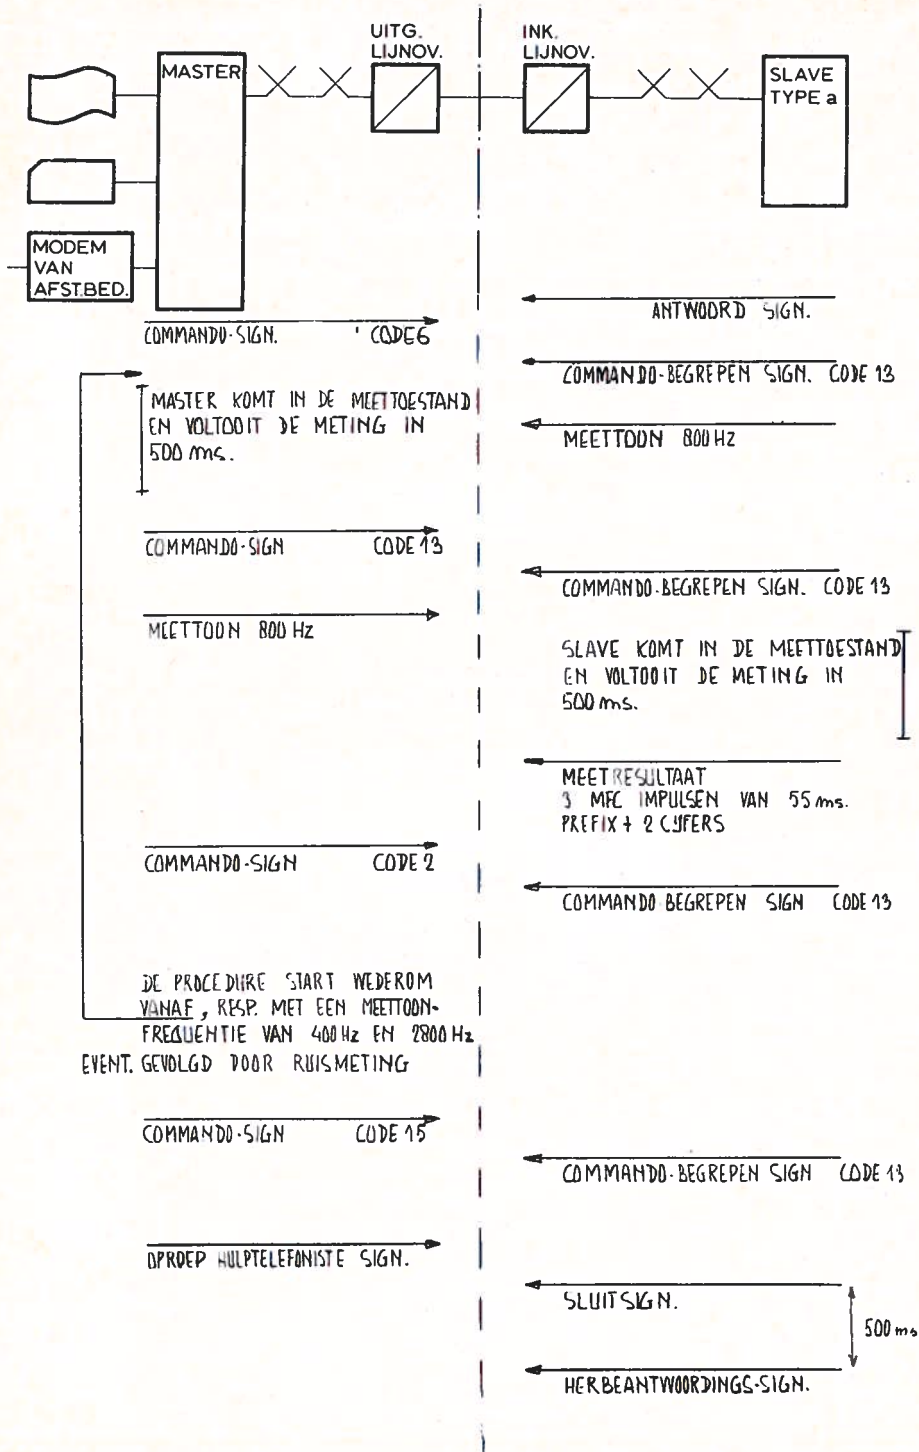 UITG.
LIJNOV.
INK.
LIJNOV.
MASTER
SLAVE
TYPE a
MODEM
VAN
AFST.BED.
ANTWOORD SIGN.
COMMANDO-SIGN. ' CODE 6
COMMANDO-BEGREPEN SIGN. CODE 13
MASTER KOMT IN DE MEETTOESTAND
EN VOLTOOIT DE METING IN
500 ms.
MEETTOON 800 Hz
COMMANDO-SIGN CODE 13
COMMANDO-BEGREPEN SIGN. CODE 13
MEETTOON 800 Hz
SLAVE KOMT IN DE MEETTOESTAND
EN VOLTOOIT DE METING IN
500 ms.
MEETRESULTAAT
3 MFC IMPULSEN VAN 55 ms.
PREFIX + 2 CIJFERS
COMMANDO-SIGN CODE 2
COMMANDO BEGREPEN SIGN CODE 13
DE PROCEDURE START WEDEROM
VANAF, RESP. MET EEN MEETTOON-
FREQUENTIE VAN 400 Hz EN 2800 Hz
EVENT. GEVOLGD DOOR RUISMETING
COMMANDO-SIGN CODE 15
COMMANDO-BEGREPEN SIGN CODE 13
OPROEP HULPTELEFONISTE SIGN.
SLUITSIGN.
500 ms
HERBEANTWOORDINGS-SIGN.